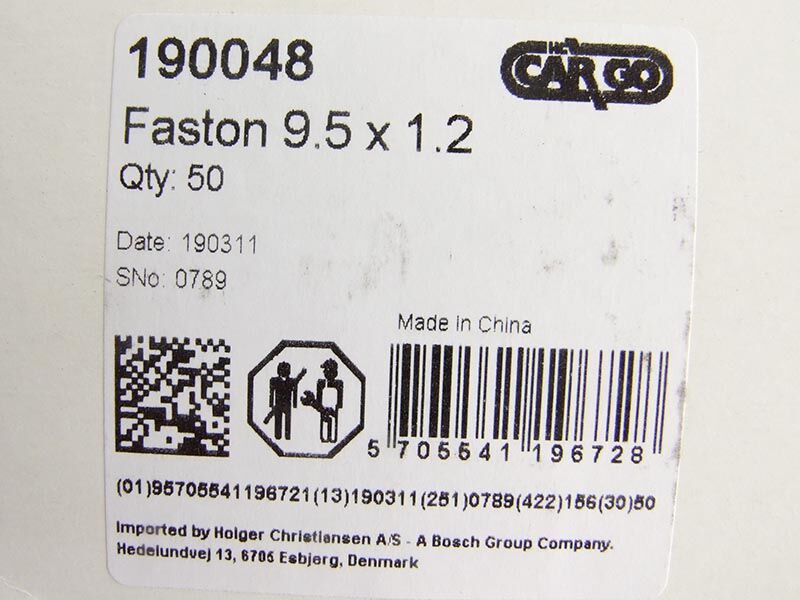 190048
HC
CARGO
Faston 9.5 x 1.2
Qty: 50
Date: 190311
SNo: 0789
Made in China
5 705541 196728
(01)95705541196721(13)190311(251)0789(422)156(30)50
Imported by Holger Christiansen A/S - A Bosch Group Company.
Hedelundvej 13, 6705 Esbjerg, Denmark